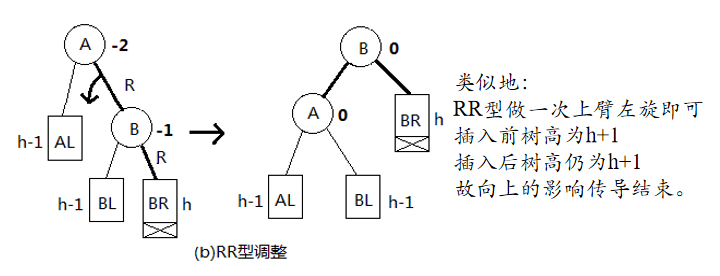 A -2
R
B -1
R
h-1 AL
h-1 BL
BR h
B 0
A 0
BR h
h-1 AL
BL h-1
(b)RR型调整
类似地:
RR型做一次上臂左旋即可
插入前树高为h+1
插入后树高仍为h+1
故向上的影响传导结束。